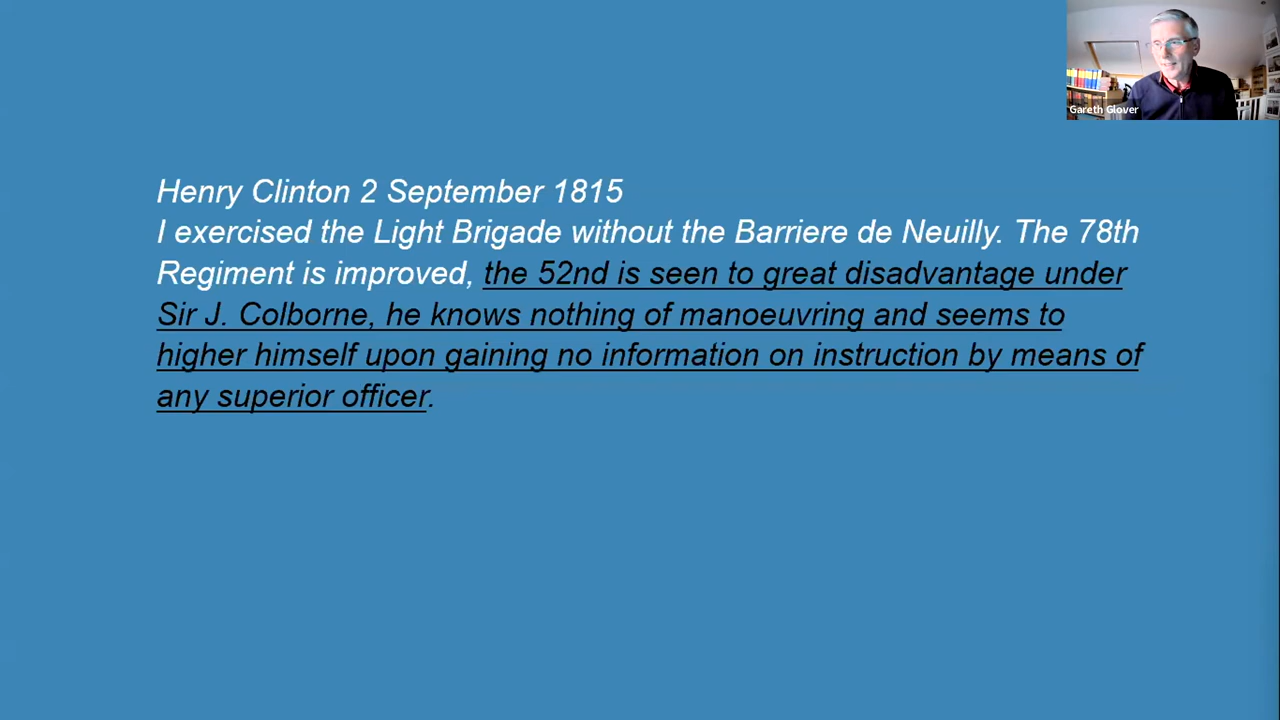 Gareth Glover
Henry Clinton 2 September 1815
I exercised the Light Brigade without the Barriere de Neuilly. The 78th
Regiment is improved, the 52nd is seen to great disadvantage under
Sir J. Colborne, he knows nothing of manoeuvring and seems to
higher himself upon gaining no information on instruction by means of
any superior officer.